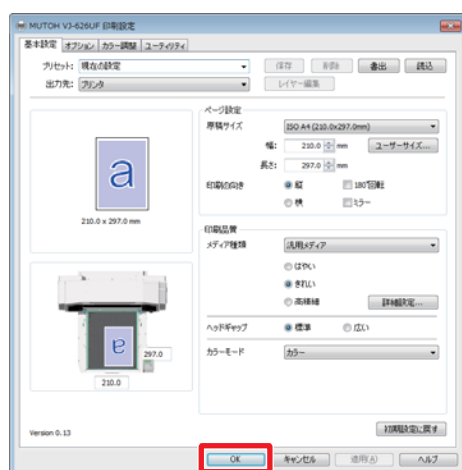 MUTOH VJ-626UF 印刷設定
基本設定 オプション カラー調整 ユーティリティ
プリセット: 現在の設定 保存 削除 書出 読込
出力先: プリンタ レイヤー編集
ページ設定
原稿サイズ ISO A4 (210.0x297.0mm)
幅: 210.0 mm ユーザーサイズ...
長さ: 297.0 mm
印刷の向き 縦 180°回転
横 ミラー
a
210.0 x 297.0 mm
印刷品質
メディア種類 汎用メディア
はやい
きれい
高精細 詳細設定...
ヘッドギャップ 標準 広い
カラーモード カラー
a
297.0
210.0
初期設定に戻す
Version 0.13
OK キャンセル 適用(A) ヘルプ